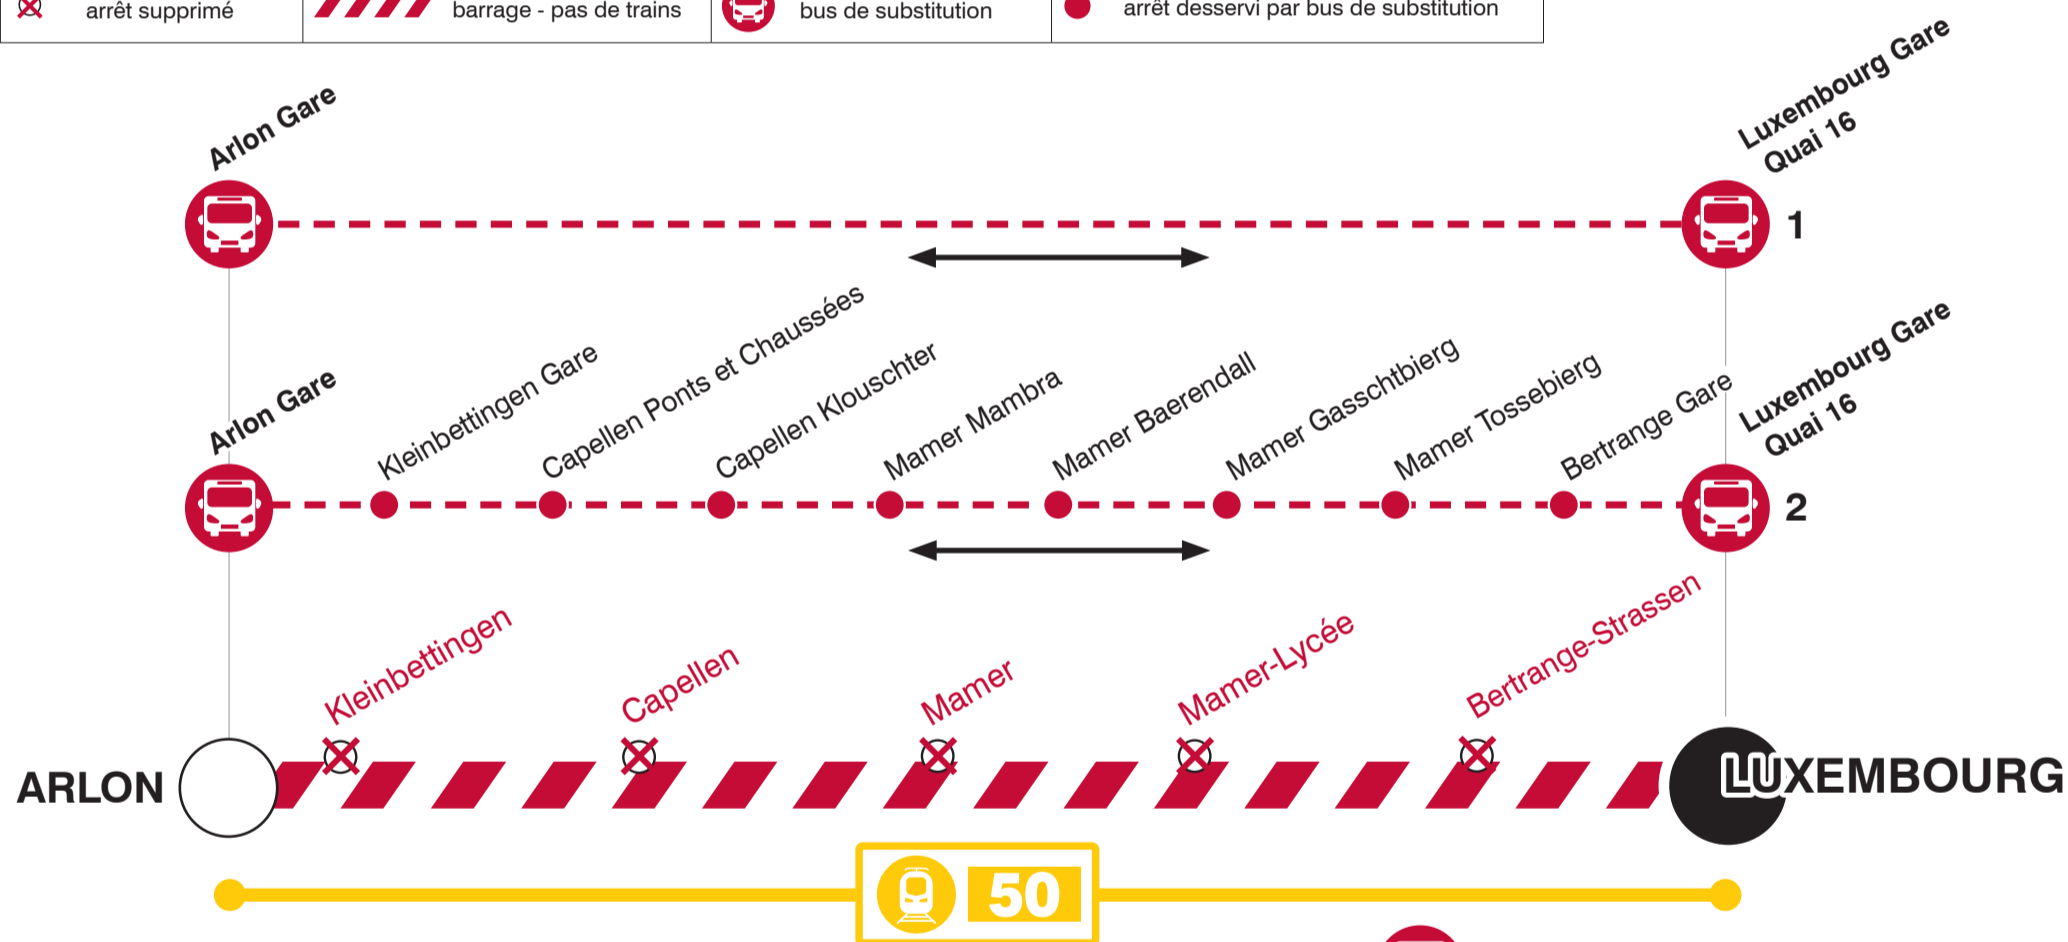 arrêt supprimé
barrage - pas de trains
bus de substitution
arrêt desservi par bus de substitution
Arlon Gare
Luxembourg Gare
Quai 16
1
Arlon Gare
Kleinbettingen Gare
Capellen Ponts et Chaussées
Capellen Klouschter
Mamer Mambra
Mamer Baerendall
Mamer Gasschtbierg
Mamer Tossebierg
Bertrange Gare
Luxembourg Gare
Quai 16
2
Kleinbettingen
Capellen
Mamer
Mamer-Lycée
Bertrange-Strassen
ARLON
LUXEMBOURG
50